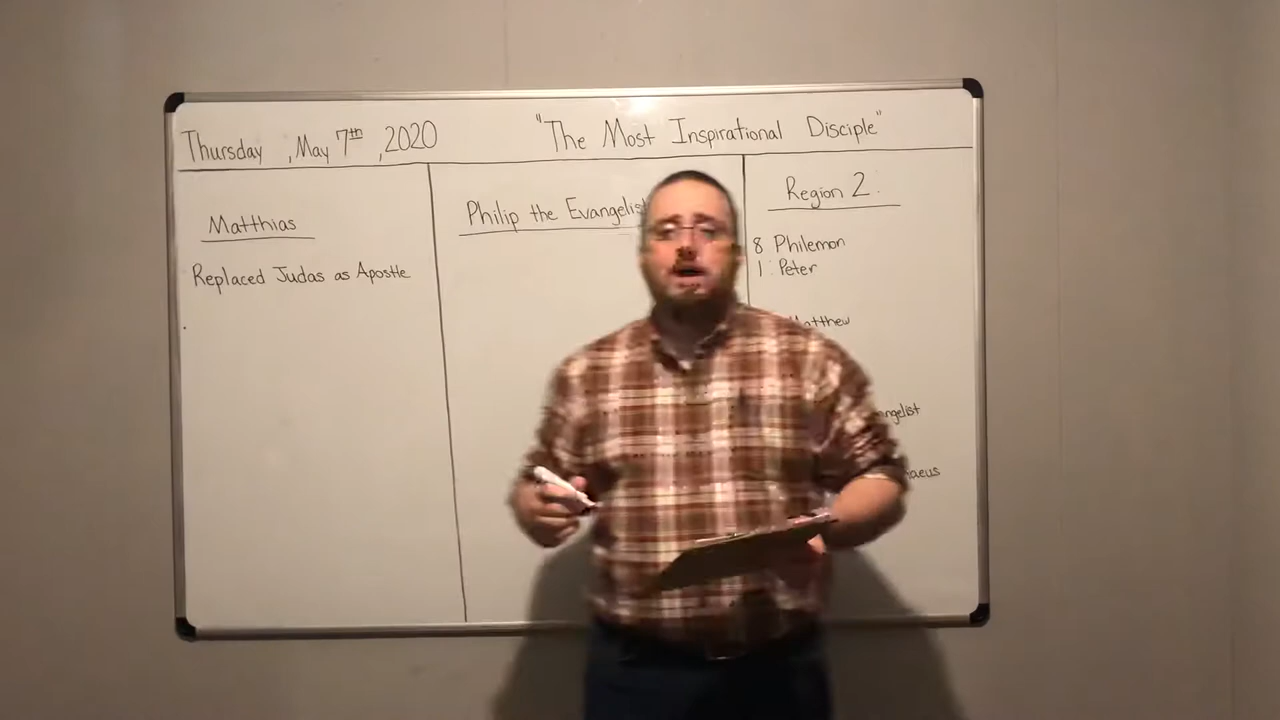 Thursday, May 7th, 2020
"The Most Inspirational Disciple"
Matthias
Replaced Judas as Apostle
Philip the Evangelist
Region 2
8 Philemon
1 Peter